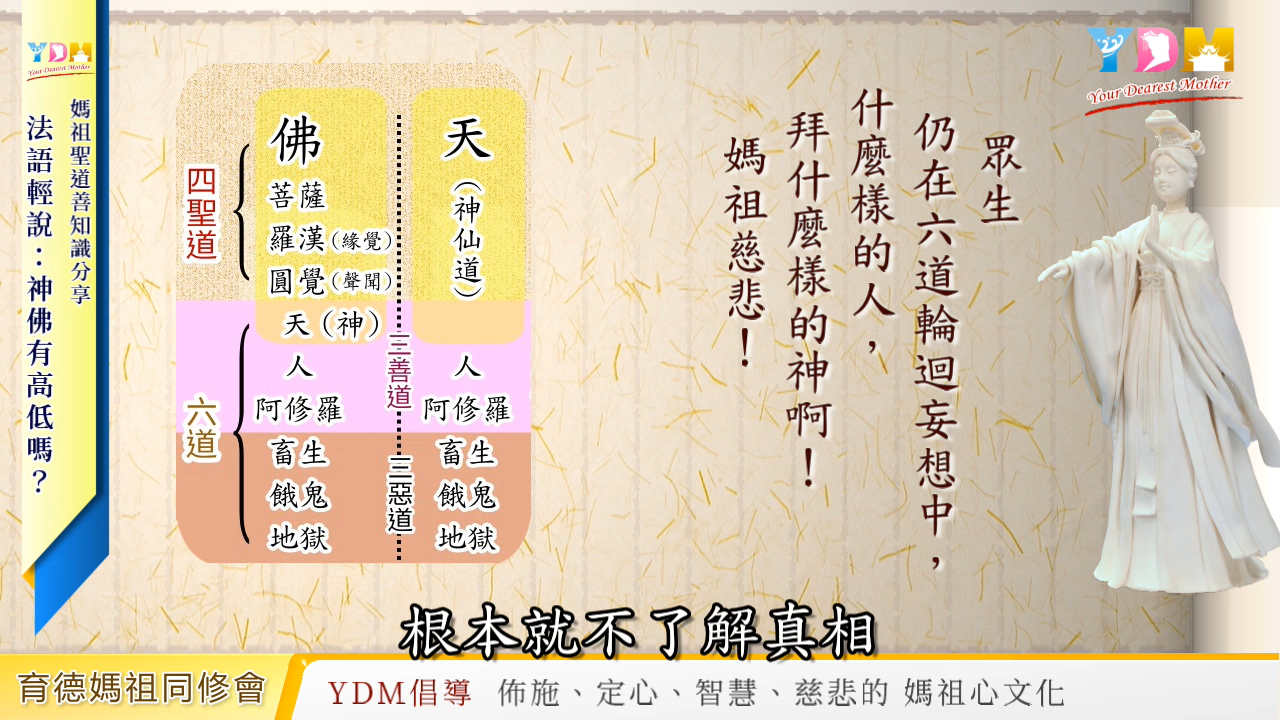 YDM
Your Dearest Mother
媽祖聖道善知識分享
法語輕說：神佛有高低嗎？
四聖道
佛
菩薩
羅漢(緣覺)
圓覺(聲聞)
天(神)
人
阿修羅
畜生
餓鬼
地獄
六道
三善道
三惡道
天(神仙道)
人
阿修羅
畜生
餓鬼
地獄
眾生
仍在六道輪迴妄想中，
什麼樣的人，
拜什麼樣的神啊！
媽祖慈悲！
YDM
Your Dearest Mother
根本就不了解真相
育德媽祖同修會
YDM倡導 佈施、定心、智慧、慈悲的 媽祖心文化